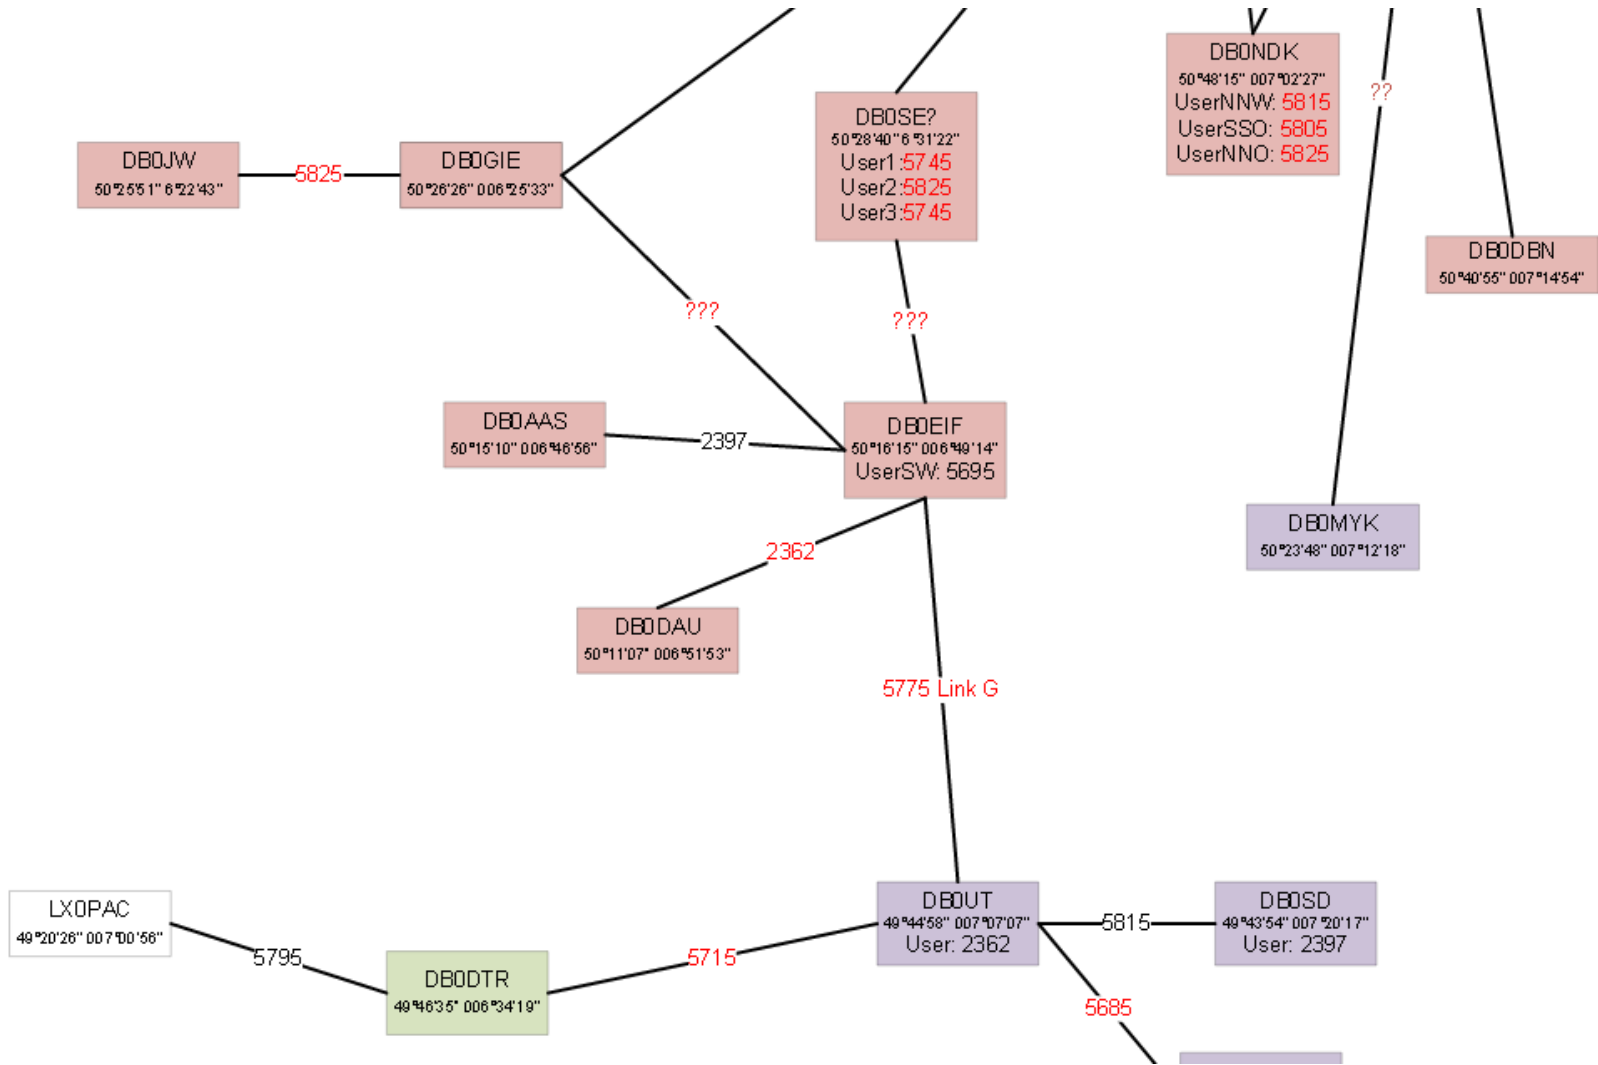 DB0NDK
50°48'15" 007°02'27"
UserNNW: 5815
UserSSO: 5805
UserNNO: 5825
??
DB0SE?
50°28'40" 6°31'22"
User1:5745
User2:5825
User3:5745
DB0JW
50°25'51" 6°22'43"
5825
DB0GIE
50°26'26" 006°25'33"
DB0DBN
50°40'55" 007°14'54"
???
???
DB0AAS
50°15'10" 006°46'56"
2397
DB0EIF
50°16'15" 006°49'14"
UserSW: 5695
DB0MYK
50°23'48" 007°12'18"
2362
DB0DAU
50°11'07" 006°51'53"
5775 Link G
LX0PAC
49°20'26" 007°00'56"
5795
DB0DTR
49°46'35" 006°34'19"
5715
DB0UT
49°44'58" 007°07'07"
User: 2362
5815
DB0SD
49°43'54" 007°20'17"
User: 2397
5685